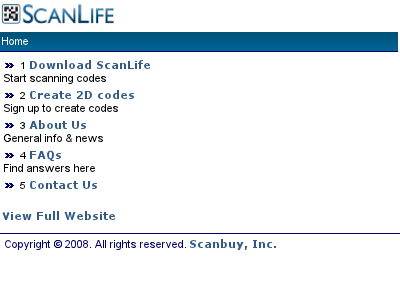 SCANLIFE
Home
1 Download ScanLife
Start scanning codes
2 Create 2D codes
Sign up to create codes
3 About Us
General info & news
4 FAQs
Find answers here
5 Contact Us
View Full Website
Copyright © 2008. All rights reserved. Scanbuy, Inc.